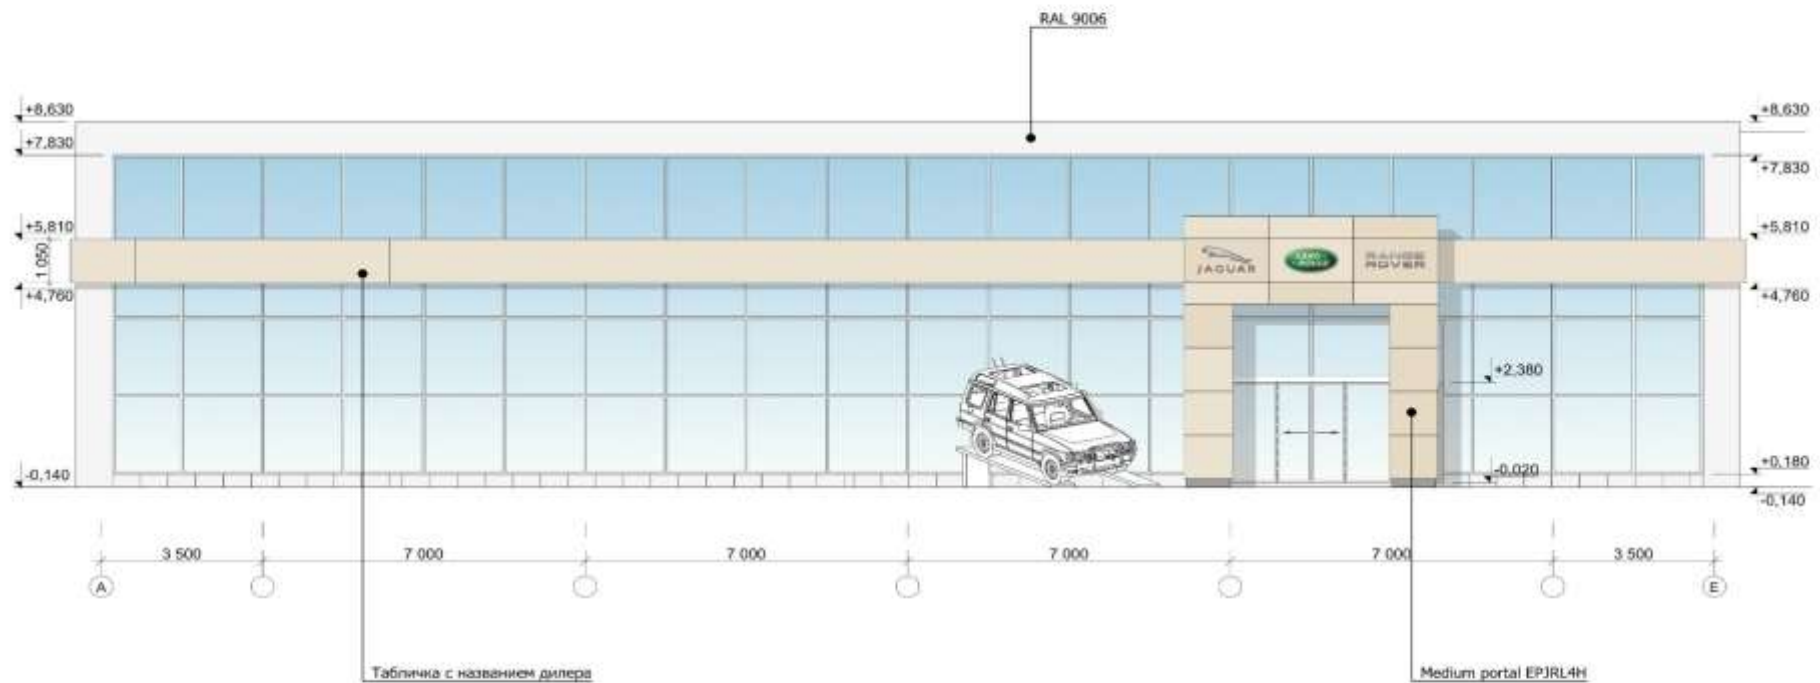 RAL 9006
+8,630
+8,630
+7,830
+7,830
+5,810
+5,810
1 050
JAGUAR
LAND
ROVER
RANGE
ROVER
+4,760
+4,760
+2,380
-0,140
-0,020
+0,180
-0,140
3 500
7 000
7 000
7 000
7 000
3 500
A
E
Табличка с названием дилера
Medium portal EPJRL4H